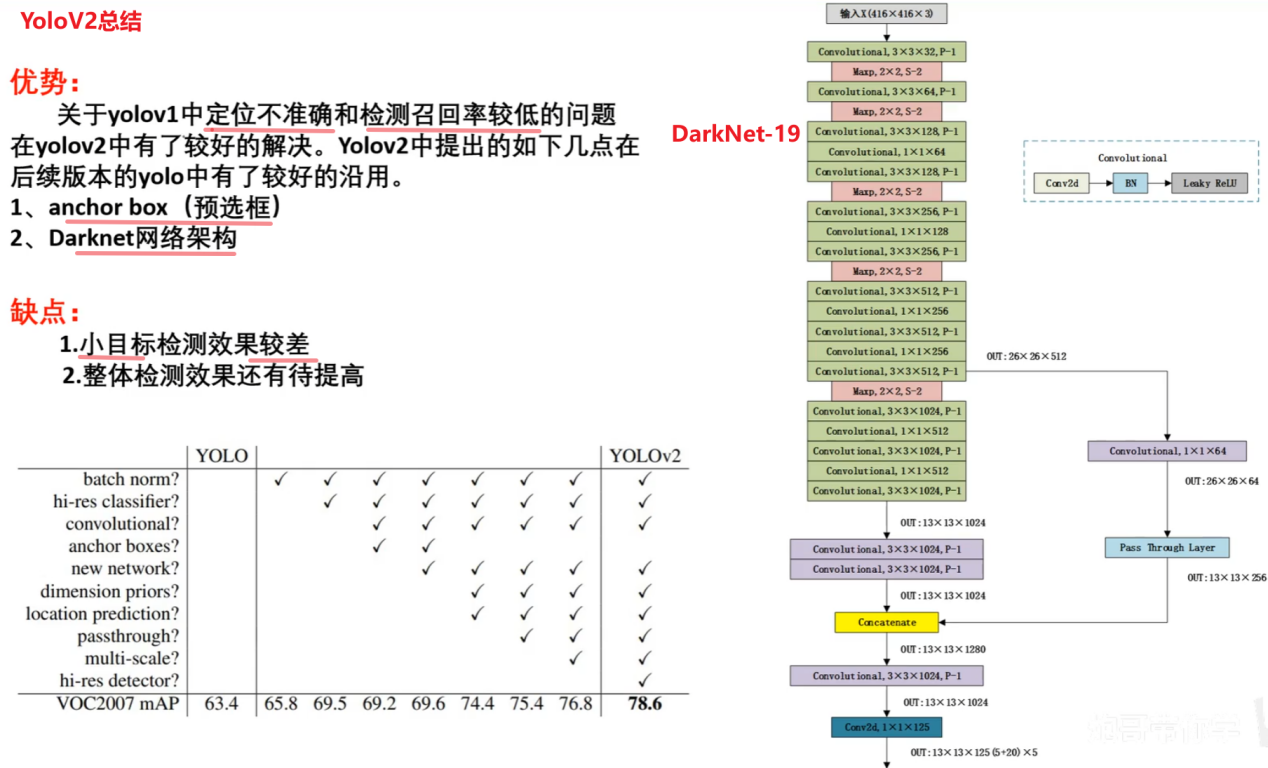 YoloV2总结
优势：
关于yolov1中定位不准确和检测召回率较低的问题
在yolov2中有了较好的解决。Yolov2中提出的如下几点在
后续版本的yolo中有了较好的沿用。
1、anchor box（预选框）
2、Darknet网络架构
缺点：
1.小目标检测效果较差
2.整体检测效果还有待提高
YOLO YOLOv2
batch norm? ✓ ✓ ✓ ✓ ✓ ✓ ✓ ✓
hi-res classifier? ✓ ✓ ✓ ✓ ✓ ✓ ✓
convolutional? ✓ ✓ ✓ ✓ ✓ ✓
anchor boxes? ✓ ✓
new network? ✓ ✓ ✓ ✓ ✓
dimension priors? ✓ ✓ ✓ ✓
location prediction? ✓ ✓ ✓ ✓
passthrough? ✓ ✓ ✓
multi-scale? ✓ ✓
hi-res detector? ✓
VOC2007 mAP 63.4 65.8 69.5 69.2 69.6 74.4 75.4 76.8 78.6
DarkNet-19
输入X(416×416×3)
Convolutional,3×3×32,P-1
Maxp,2×2,S-2
Convolutional,3×3×64,P-1
Maxp,2×2,S-2
Convolutional,3×3×128,P-1
Convolutional,1×1×64
Convolutional,3×3×128,P-1
Maxp,2×2,S-2
Convolutional,3×3×256,P-1
Convolutional,1×1×128
Convolutional,3×3×256,P-1
Maxp,2×2,S-2
Convolutional,3×3×512,P-1
Convolutional,1×1×256
Convolutional,3×3×512,P-1
Convolutional,1×1×256
Convolutional,3×3×512,P-1
Maxp,2×2,S-2
Convolutional,3×3×1024,P-1
Convolutional,1×1×512
Convolutional,3×3×1024,P-1
Convolutional,1×1×512
Convolutional,3×3×1024,P-1
OUT:13×13×1024
Convolutional,3×3×1024,P-1
Convolutional,3×3×1024,P-1
OUT:13×13×1024
Concatenate
OUT:13×13×1280
Convolutional,3×3×1024,P-1
OUT:13×13×1024
Conv2d,1×1×125
OUT:13×13×125(5+20)×5
Convolutional
Conv2d BN Leaky ReLU
OUT:26×26×512
Convolutional,1×1×64
OUT:26×26×64
Pass Through Layer
OUT:13×13×256